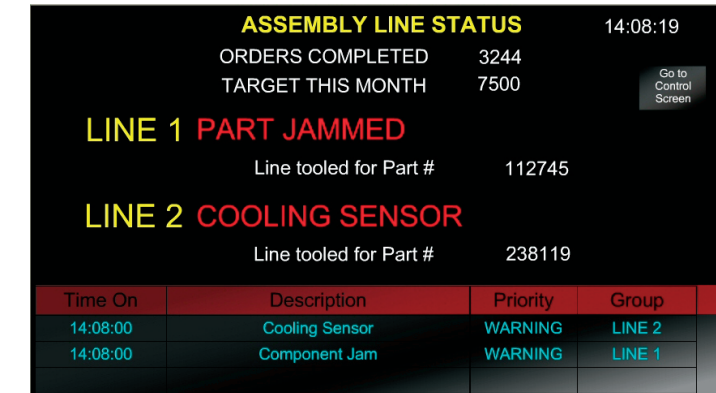 ASSEMBLY LINE STATUS 14:08:19
ORDERS COMPLETED 3244
TARGET THIS MONTH 7500
Go to
Control
Screen
LINE 1 PART JAMMED
Line tooled for Part # 112745
LINE 2 COOLING SENSOR
Line tooled for Part # 238119
Time On Description Priority Group
14:08:00 Cooling Sensor WARNING LINE 2
14:08:00 Component Jam WARNING LINE 1